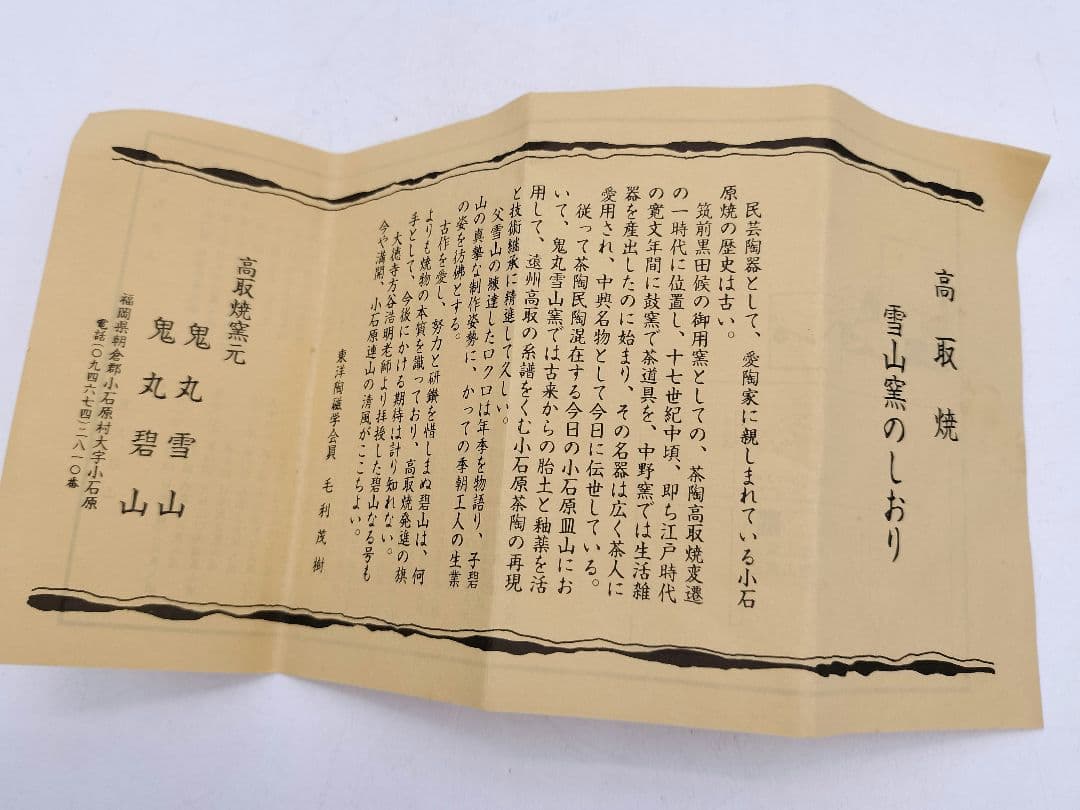 高取焼
雪山窯のしおり
民芸陶器として、愛陶家に親しまれている小石
原焼の歴史は古い。
筑前黒田候の御用窯としての、茶陶高取焼変遷
の一時代に位置し、十七世紀中頃、即ち江戸時代
の寛文年間に鼓窯で茶道具を、中野窯では生活雑
器を産出したのに始まり、その名器は広く茶人に
愛用され、中興名物として今日に伝世している。
従って茶陶民陶混在する今日の小石原皿山にお
いて、鬼丸雪山窯では古来からの胎土と釉薬を活
用して、遠州高取の系譜をくむ小石原茶陶の再現
と技術継承に精進して久しい。
父雪山の練達したロクロは年季を物語り、子碧
山の真摯な制作姿勢に、かっての李朝工人の生業
の姿を彷彿とする。
古作を愛し、努力と研鑽を惜しまぬ碧山は、何
よりも焼物の本質を識っており、高取焼発進の旗
手として、今後にかける期待は計り知れない。
大徳寺方谷浩明老師より拝授した碧山なる号も
今や満開、小石原連山の清風がここちよい。
東洋陶磁学会員 毛利茂樹
高取焼窯元
鬼丸雪山
鬼丸碧山
福岡県朝倉郡小石原村大字小石原
電話(〇九四六七四)二八一〇番